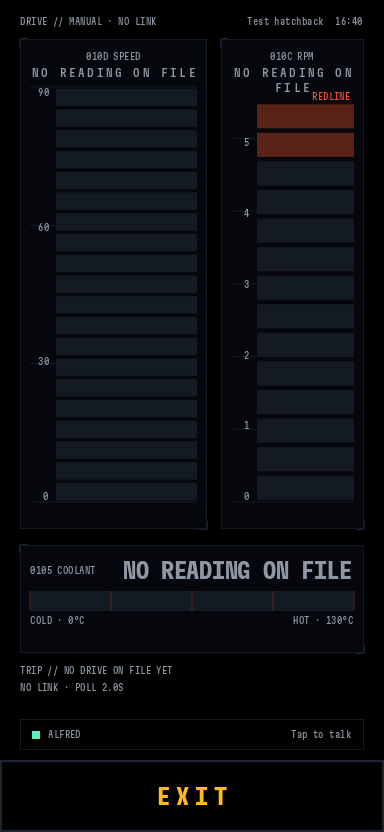 DRIVE // MANUAL · NO LINK
Test hatchback 16:40
010D SPEED
NO READING ON FILE
90
60
30
0
010C RPM
NO READING ON
FILE
REDLINE
5
4
3
2
1
0
0105 COOLANT
NO READING ON FILE
COLD · 0°C
HOT · 130°C
TRIP // NO DRIVE ON FILE YET
NO LINK · POLL 2.0S
ALFRED
Tap to talk
EXIT